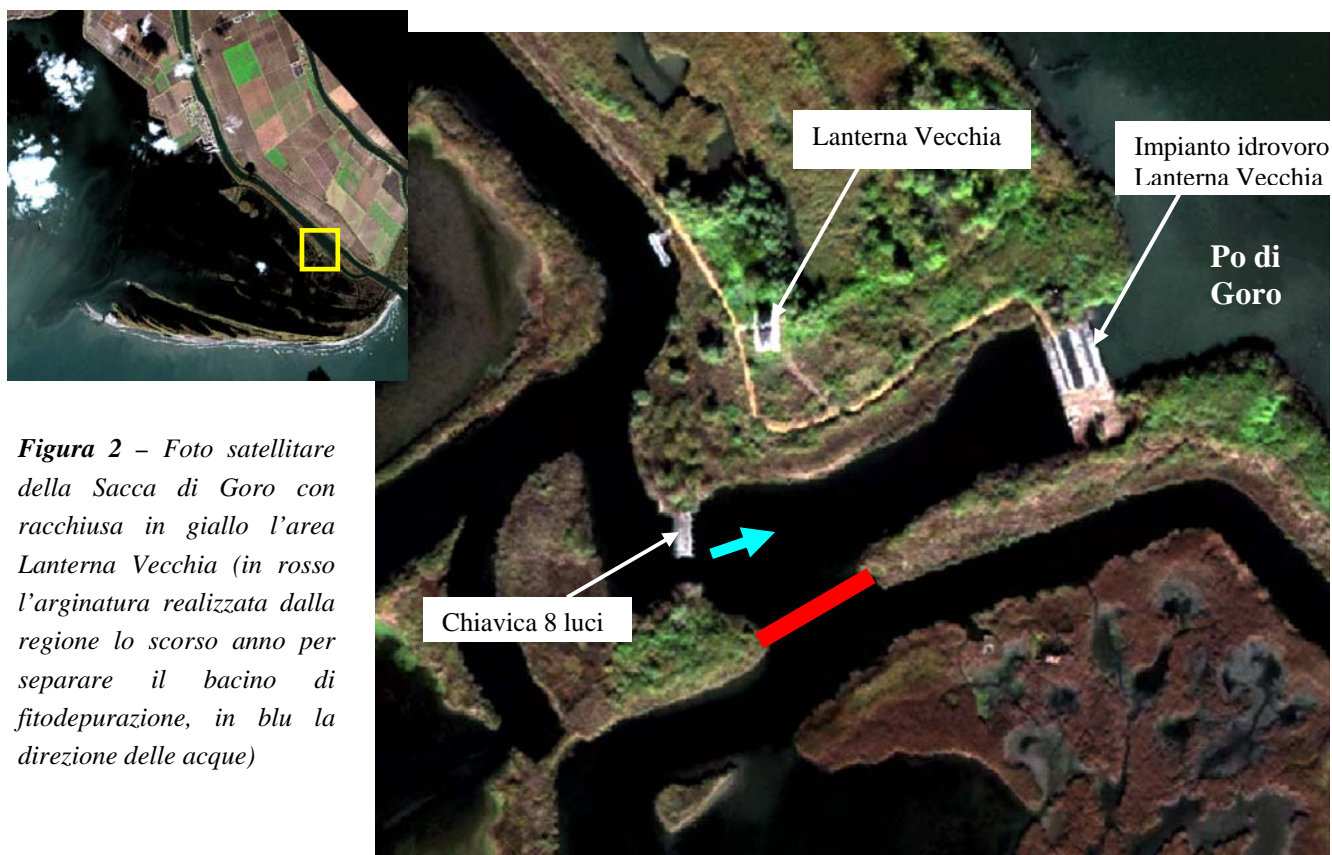 Lanterna Vecchia
Impianto idrovoro
Lanterna Vecchia
Po di
Goro
Chiavica 8 luci
Figura 2 – Foto satellitare
della Sacca di Goro con
racchiusa in giallo l’area
Lanterna Vecchia (in rosso
l’arginatura realizzata dalla
regione lo scorso anno per
separare il bacino di
fitodepurazione, in blu la
direzione delle acque)